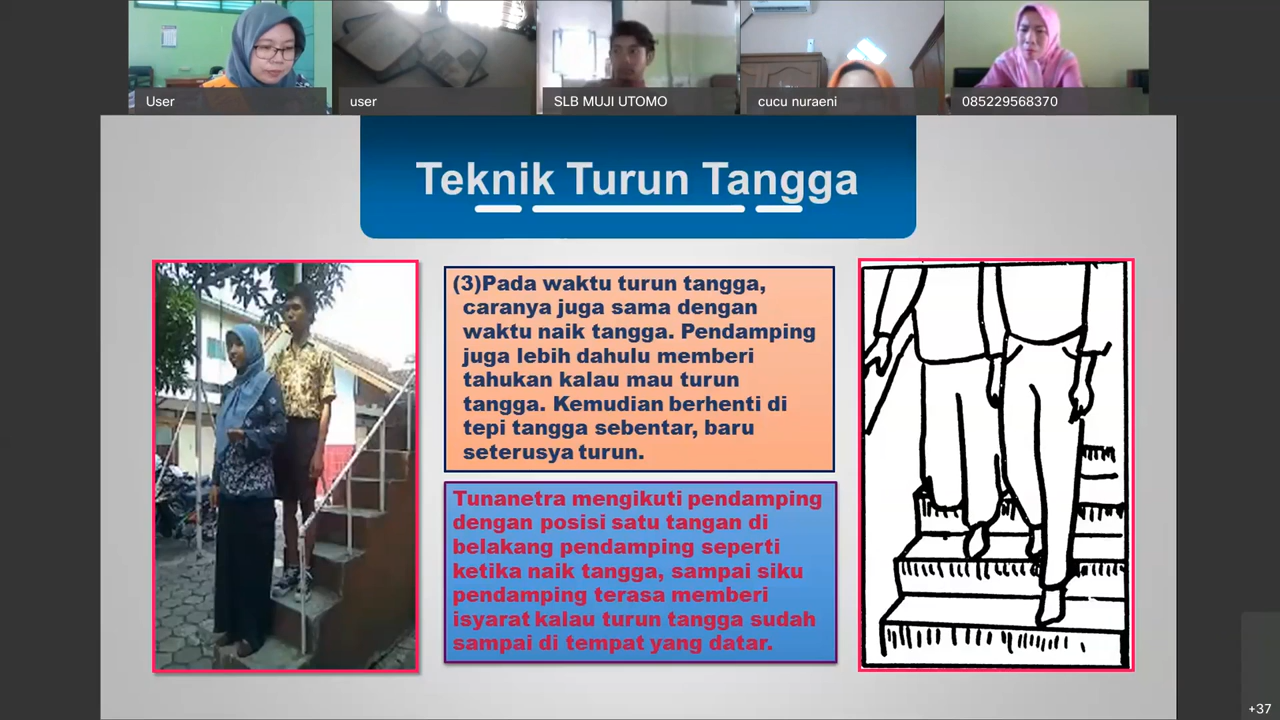 User
user
SLB MUJI UTOMO
cucu nuraeni
085229568370
Teknik Turun Tangga
(3)Pada waktu turun tangga,
caranya juga sama dengan
waktu naik tangga. Pendamping
juga lebih dahulu memberi
tahukan kalau mau turun
tangga. Kemudian berhenti di
tepi tangga sebentar, baru
seterusya turun.
Tunanetra mengikuti pendamping
dengan posisi satu tangan di
belakang pendamping seperti
ketika naik tangga, sampai siku
pendamping terasa memberi
isyarat kalau turun tangga sudah
sampai di tempat yang datar.
+37